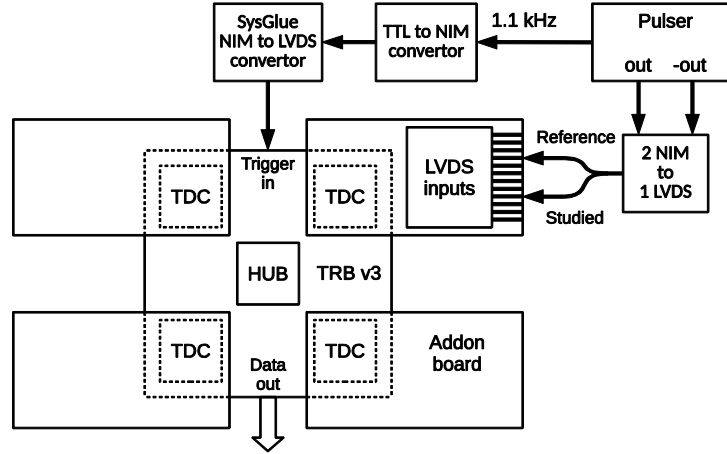 SysGlue
NIM to LVDS
convertor
TTL to NIM
convertor
1.1 kHz
Pulser
out -out
2 NIM
to
1 LVDS
Reference
Studied
LVDS
inputs
Trigger
in
TDC
TDC
HUB
TRB v3
TDC
TDC
Data
out
Addon
board